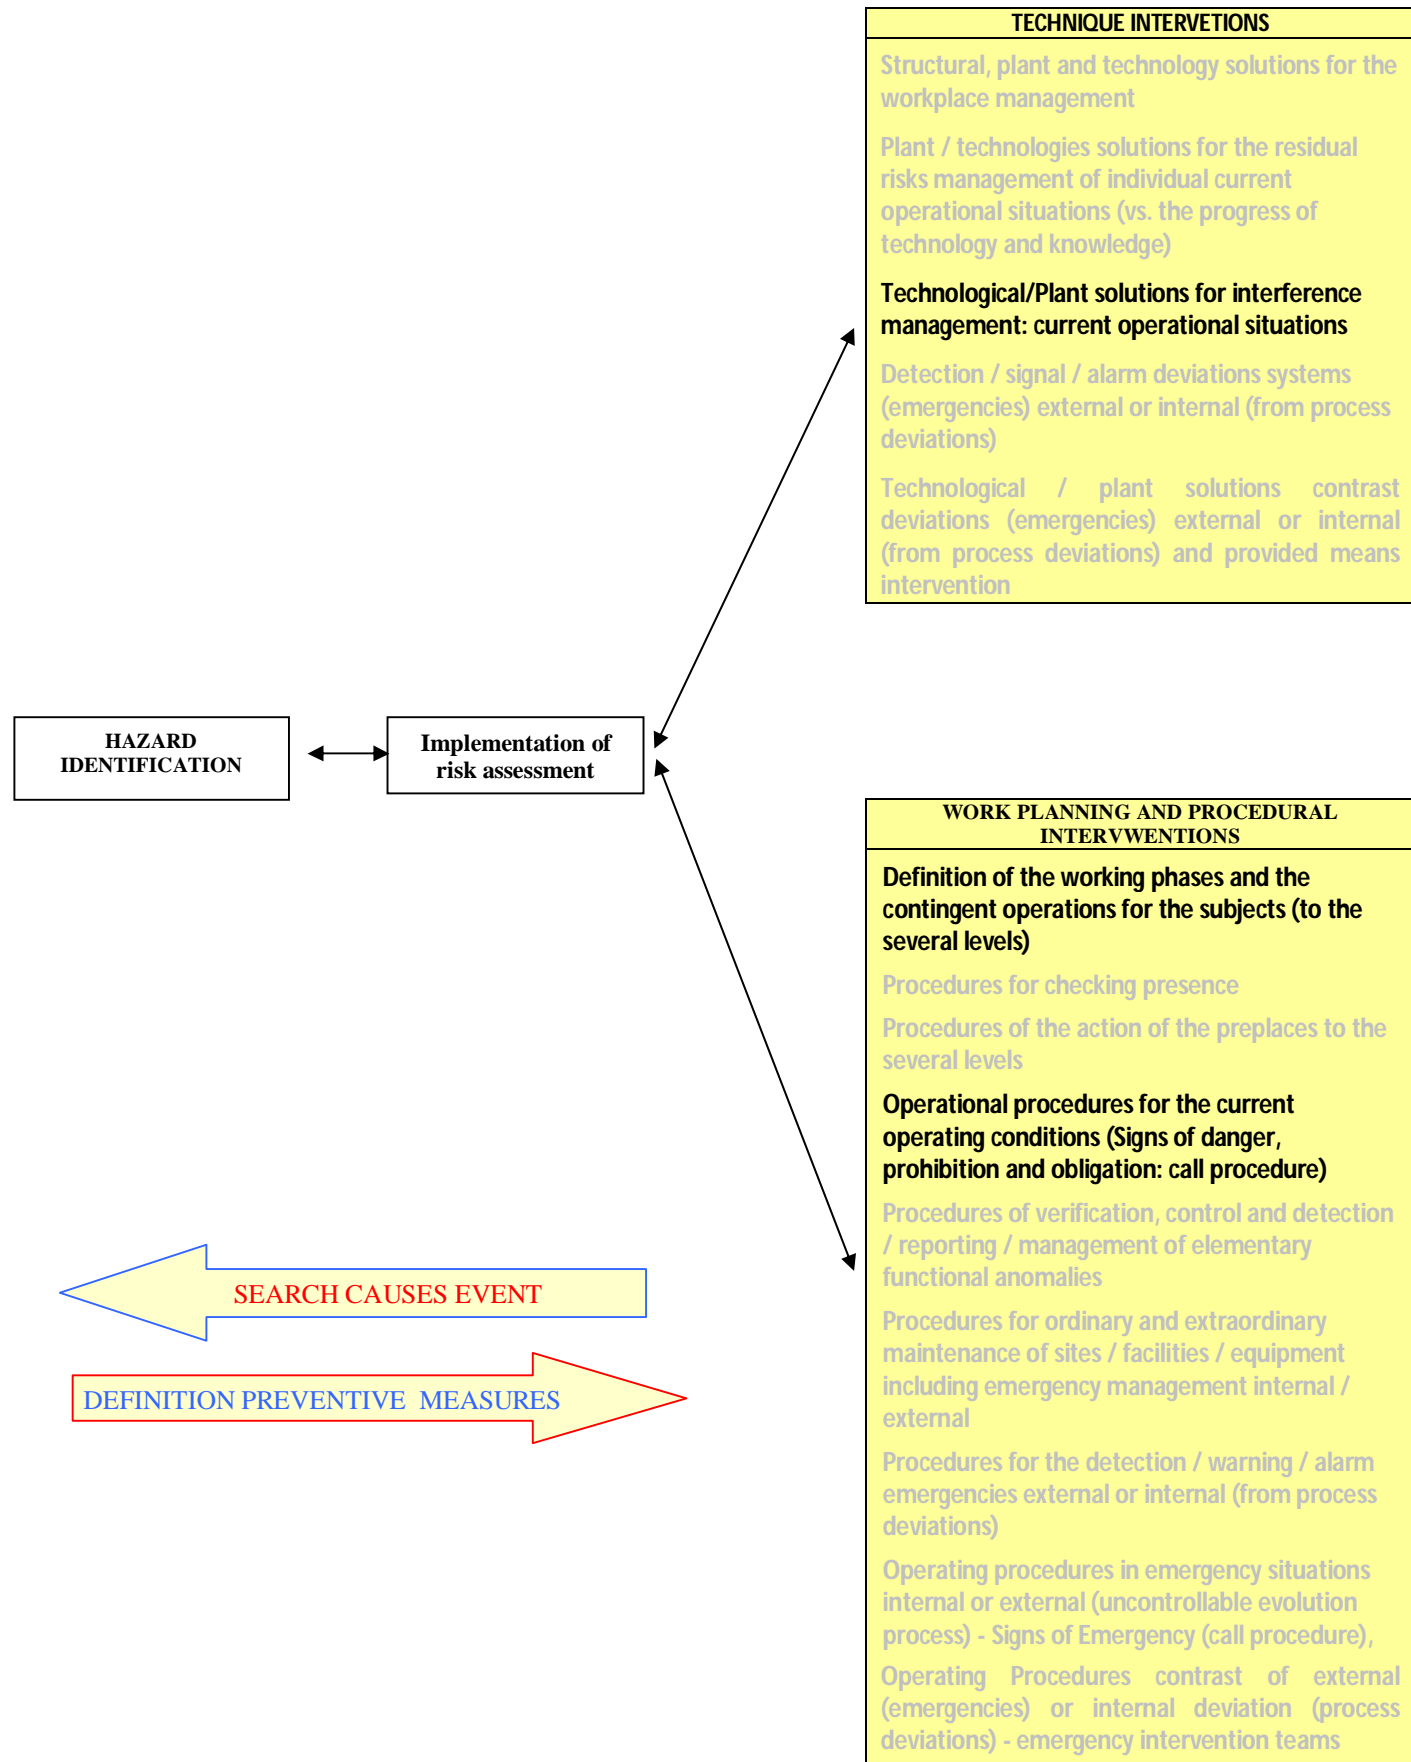 TECHNIQUE INTERVETIONS
Structural, plant and technology solutions for the
workplace management
Plant / technologies solutions for the residual
risks management of individual current
operational situations (vs. the progress of
technology and knowledge)
Technological/Plant solutions for interference
management: current operational situations
Detection / signal / alarm deviations systems
(emergencies) external or internal (from process
deviations)
Technological / plant solutions contrast
deviations (emergencies) external or internal
(from process deviations) and provided means
intervention
HAZARD
IDENTIFICATION
Implementation of
risk assessment
WORK PLANNING AND PROCEDURAL
INTERVWENTIONS
Definition of the working phases and the
contingent operations for the subjects (to the
several levels)
Procedures for checking presence
Procedures of the action of the preplaces to the
several levels
Operational procedures for the current
operating conditions (Signs of danger,
prohibition and obligation: call procedure)
Procedures of verification, control and detection
/ reporting / management of elementary
functional anomalies
Procedures for ordinary and extraordinary
maintenance of sites / facilities / equipment
including emergency management internal /
external
Procedures for the detection / warning / alarm
emergencies external or internal (from process
deviations)
Operating procedures in emergency situations
internal or external (uncontrollable evolution
process) - Signs of Emergency (call procedure),
Operating Procedures contrast of external
(emergencies) or internal deviation (process
deviations) - emergency intervention teams
SEARCH CAUSES EVENT
DEFINITION PREVENTIVE MEASURES